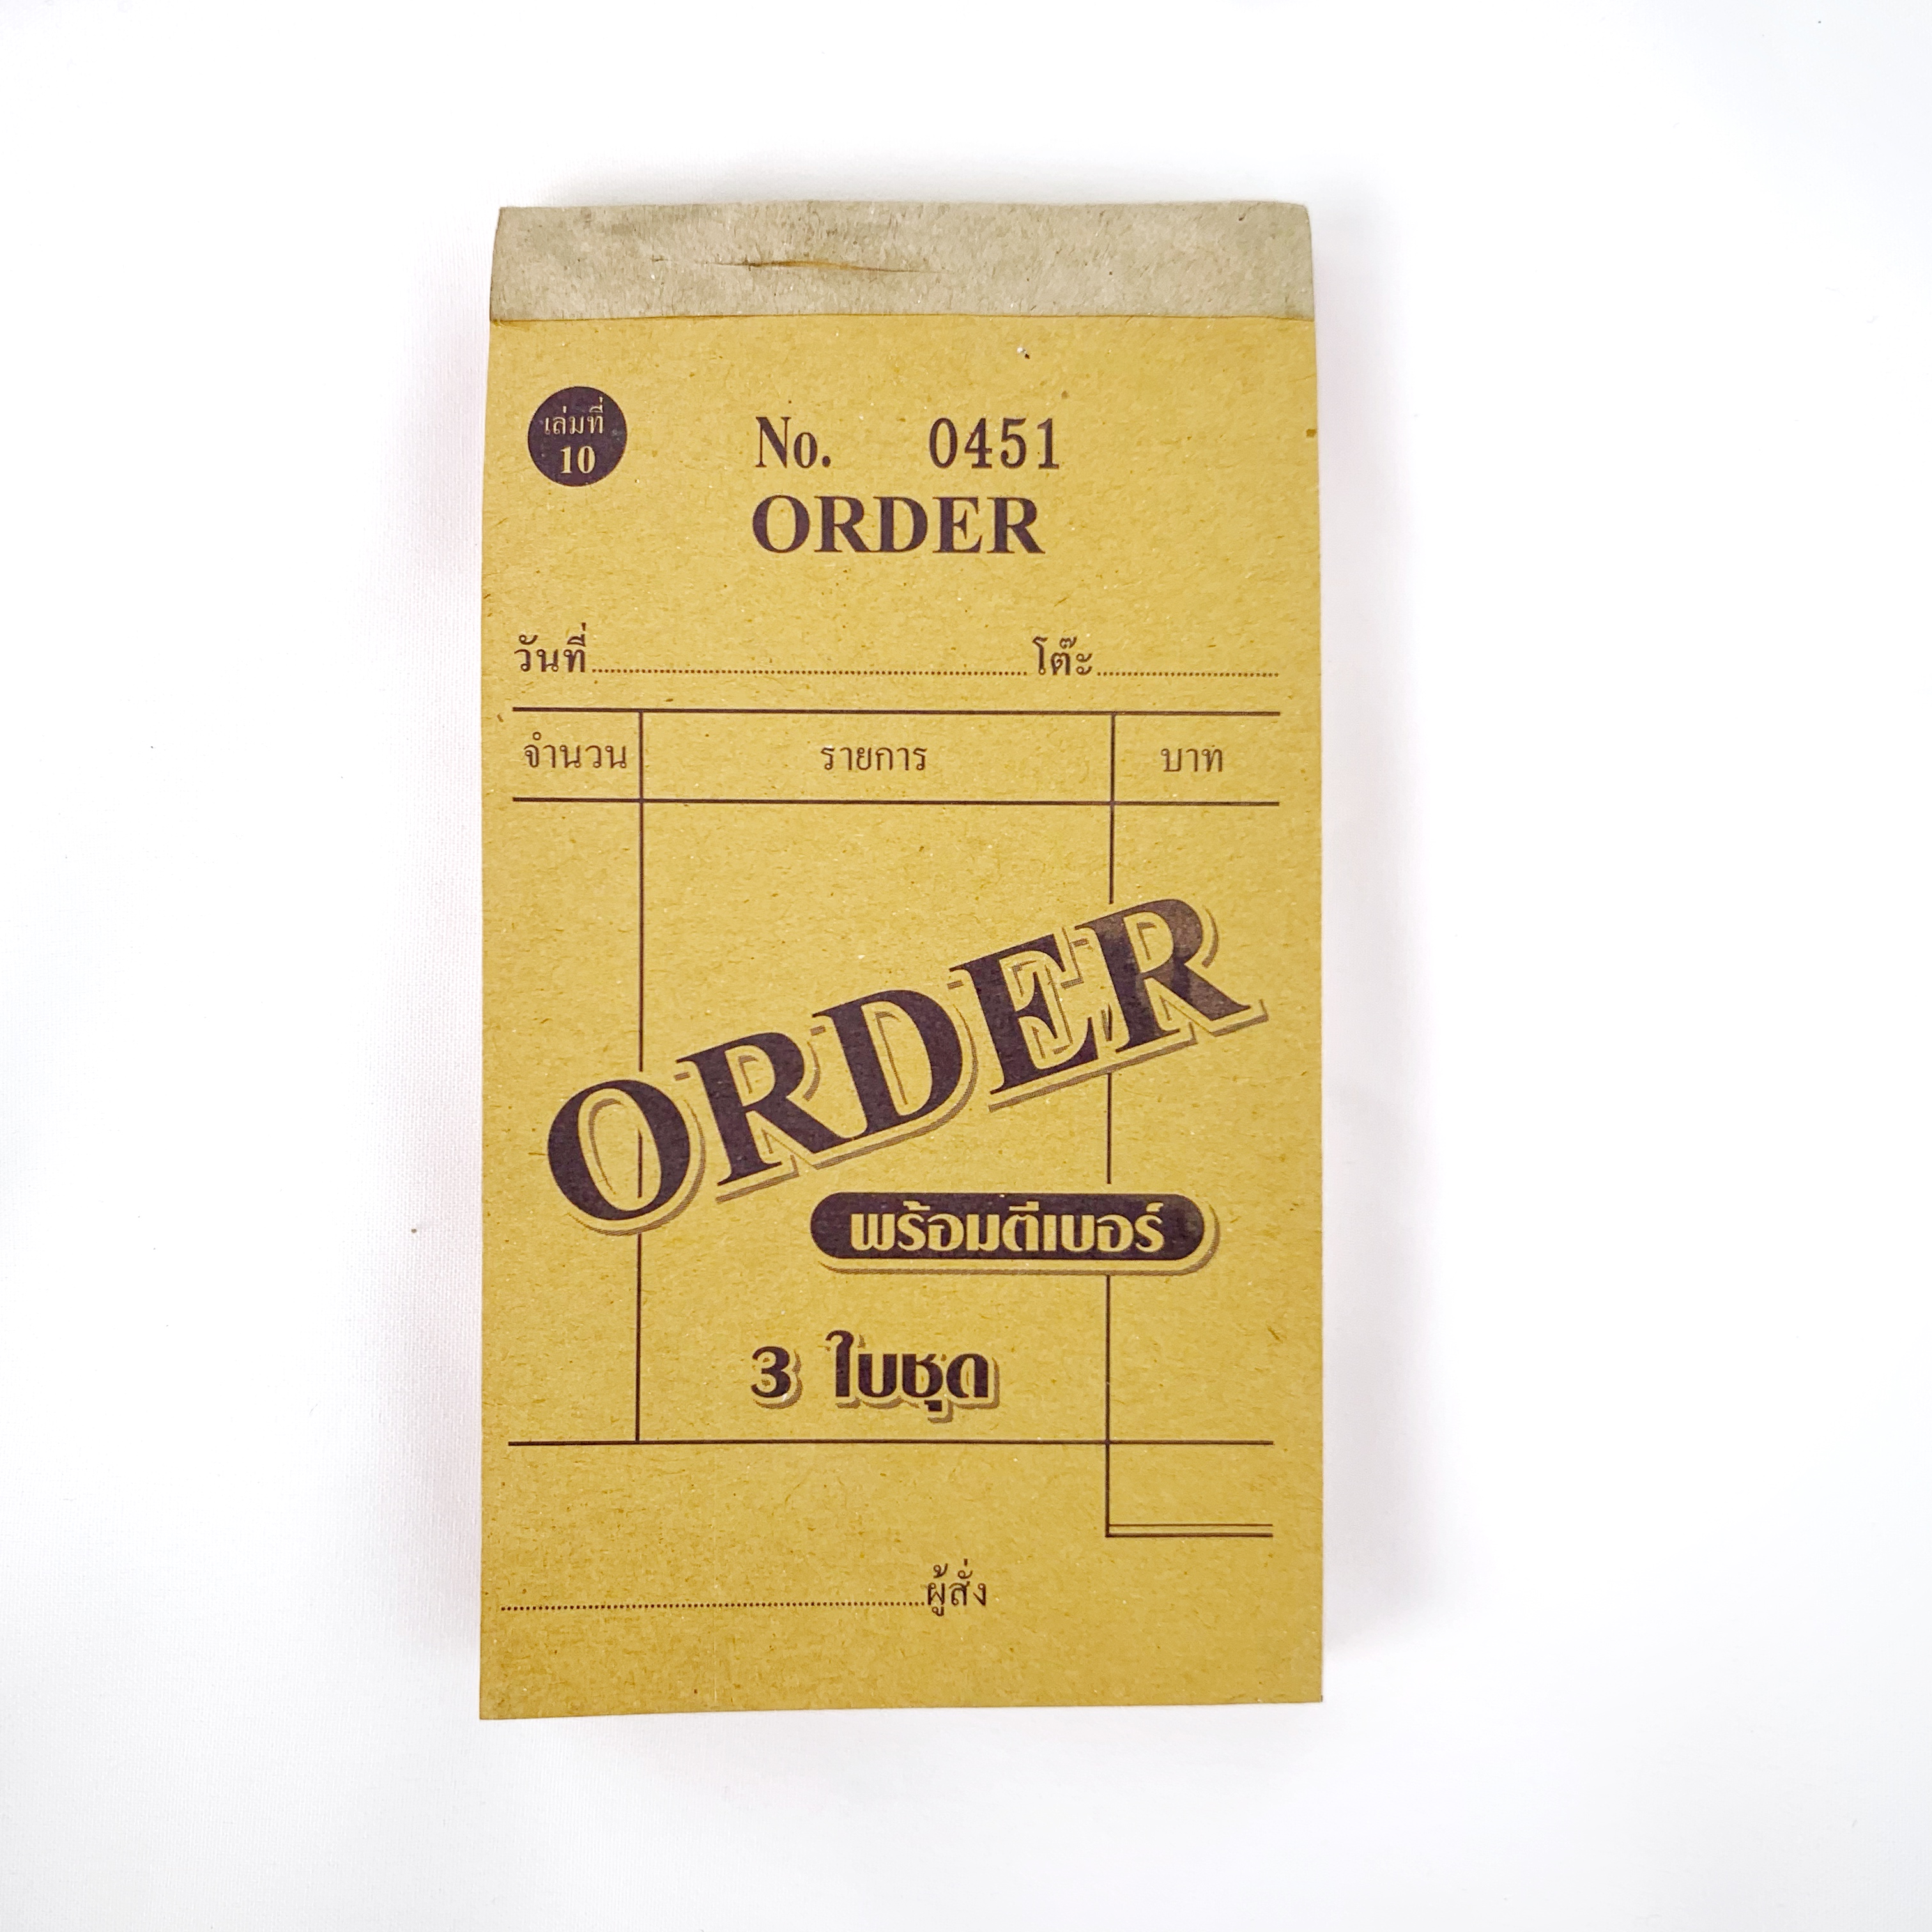 เล่มที่
10
No. 0451
ORDER
วันที่ โต๊ะ
จำนวน รายการ บาท
ORDER
พร้อมตีเบอร์
3 ใบชุด
ผู้สั่ง